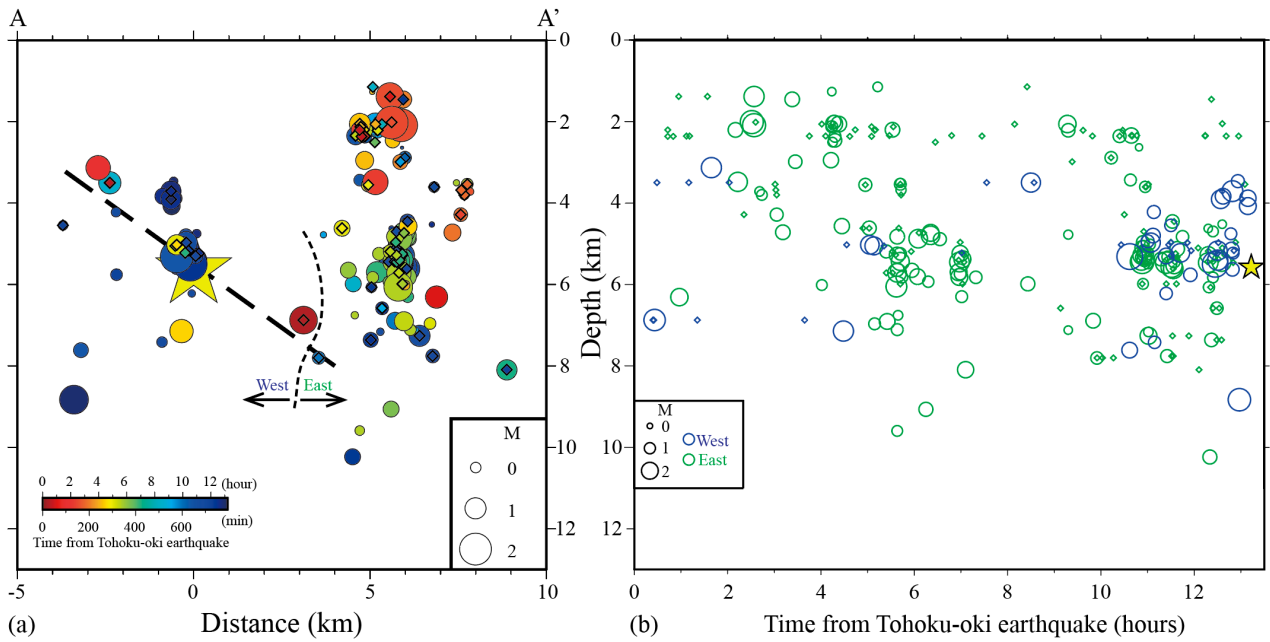 A
A’
0
2
4
6
8
10
12
Depth (km)
West
East
M
0
1
2
0
2
4
6
8
10
12
(hour)
0
200
400
600
(min)
Time from Tohoku-oki earthquake
-5
0
5
10
Distance (km)
(a)
0
2
4
6
8
10
12
M
0
1
2
West
East
0
2
4
6
8
10
12
Time from Tohoku-oki earthquake (hours)
(b)